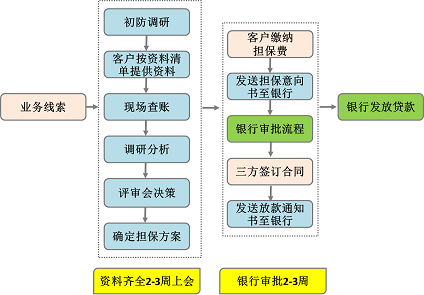 业务线索
初防调研
客户按资料清
单提供资料
现场查账
调研分析
评审会决策
确定担保方案
资料齐全2-3周上会
客户缴纳
担保费
发送担保意向
书至银行
银行审批流程
三方签订合同
发送放款通知
书至银行
银行审批2-3周
银行发放贷款